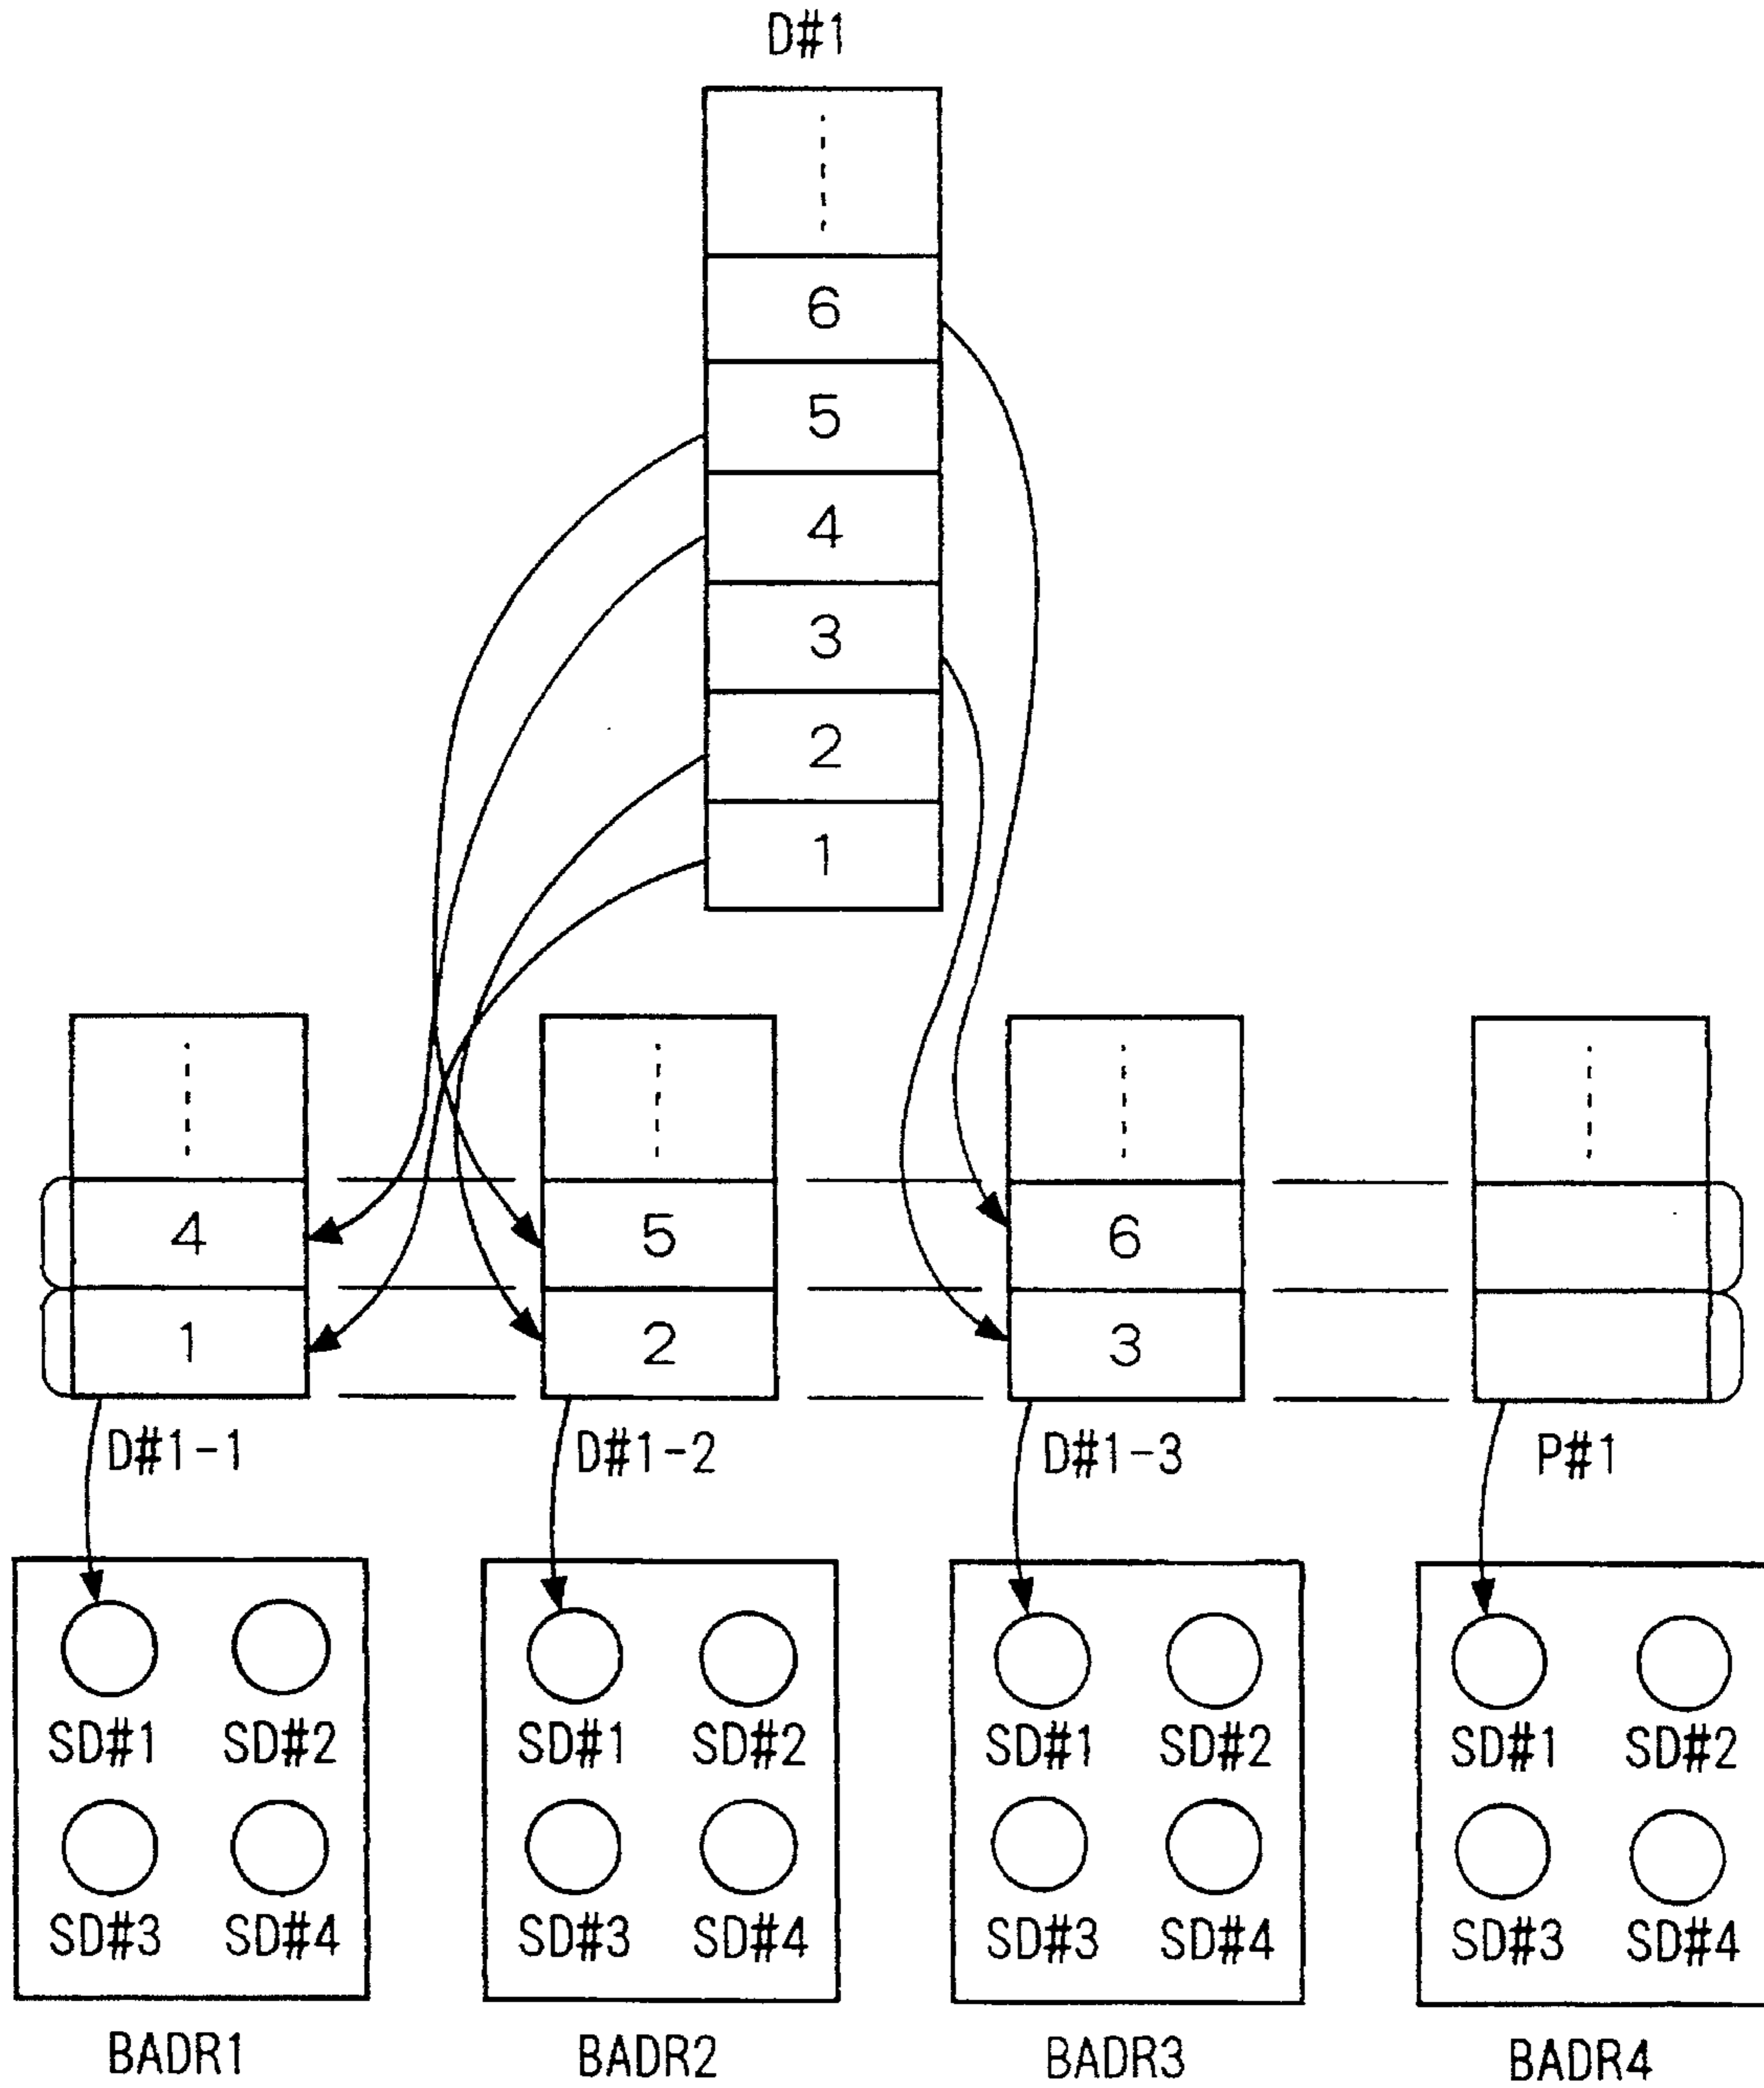 D#1
6
5
4
3
2
1
4 5 6
1 2 3
D#1-1 D#1-2 D#1-3 P#1
SD#1 SD#2 SD#1 SD#2 SD#1 SD#2 SD#1 SD#2
SD#3 SD#4 SD#3 SD#4 SD#3 SD#4 SD#3 SD#4
BADR1 BADR2 BADR3 BADR4